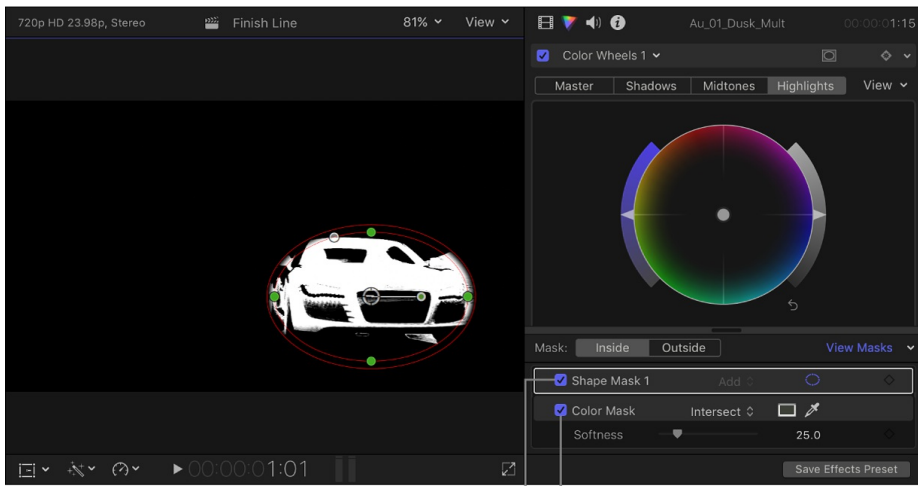 720p HD 23.98p, Stereo Finish Line 81% View Au_01_Dusk_Mult 00:00:01:15
Color Wheels 1
Master Shadows Midtones Highlights View
Mask: Inside Outside View Masks
Shape Mask 1 Add
Color Mask Intersect
Softness 25.0
00:00:01:01 Save Effects Preset